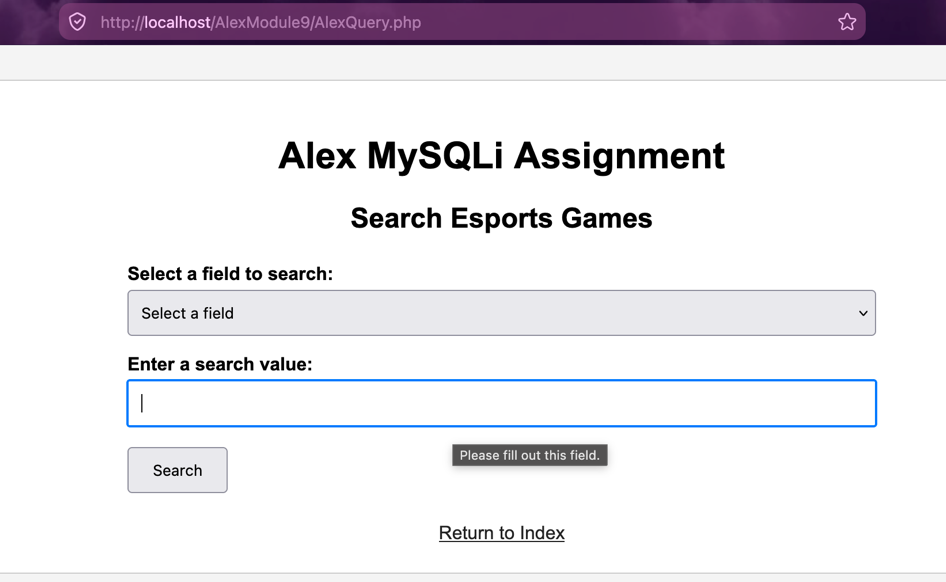 http://localhost/AlexModule9/AlexQuery.php
Alex MySQLi Assignment
Search Esports Games
Select a field to search:
Select a field
Enter a search value:
Please fill out this field.
Search
Return to Index